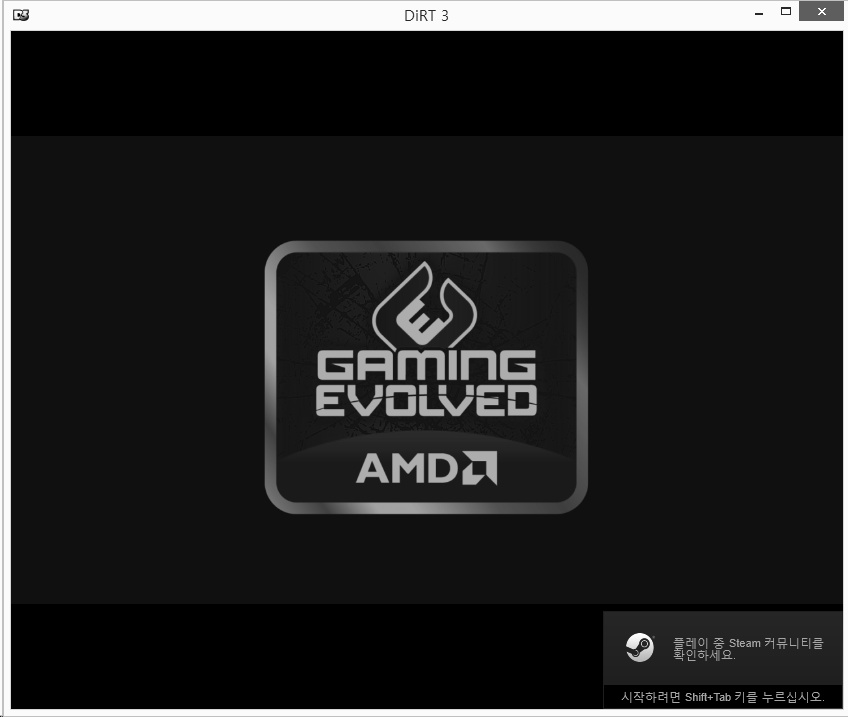 DiRT 3
GAMING
EVOLVED
AMD
플레이 중 Steam 커뮤니티를
확인하세요.
시작하려면 Shift+Tab 키를 누르십시오.